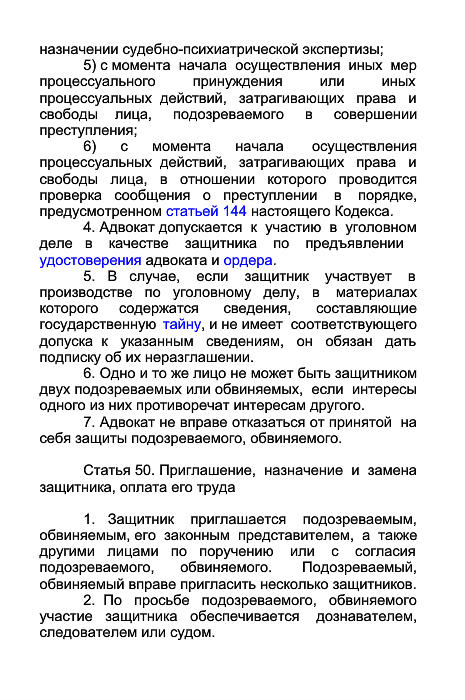 назначении судебно-психиатрической экспертизы;
5) с момента начала осуществления иных мер
процессуального принуждения или иных
процессуальных действий, затрагивающих права и
свободы лица, подозреваемого в совершении
преступления;
6) с момента начала осуществления
процессуальных действий, затрагивающих права и
свободы лица, в отношении которого проводится
проверка сообщения о преступлении в порядке,
предусмотренном статьей 144 настоящего Кодекса.
4. Адвокат допускается к участию в уголовном
деле в качестве защитника по предъявлении
удостоверения адвоката и ордера.
5. В случае, если защитник участвует в
производстве по уголовному делу, в материалах
которого содержатся сведения, составляющие
государственную тайну, и не имеет соответствующего
допуска к указанным сведениям, он обязан дать
подписку об их неразглашении.
6. Одно и то же лицо не может быть защитником
двух подозреваемых или обвиняемых, если интересы
одного из них противоречат интересам другого.
7. Адвокат не вправе отказаться от принятой на
себя защиты подозреваемого, обвиняемого.
Статья 50. Приглашение, назначение и замена
защитника, оплата его труда
1. Защитник приглашается подозреваемым,
обвиняемым, его законным представителем, а также
другими лицами по поручению или с согласия
подозреваемого, обвиняемого. Подозреваемый,
обвиняемый вправе пригласить несколько защитников.
2. По просьбе подозреваемого, обвиняемого
участие защитника обеспечивается дознавателем,
следователем или судом.